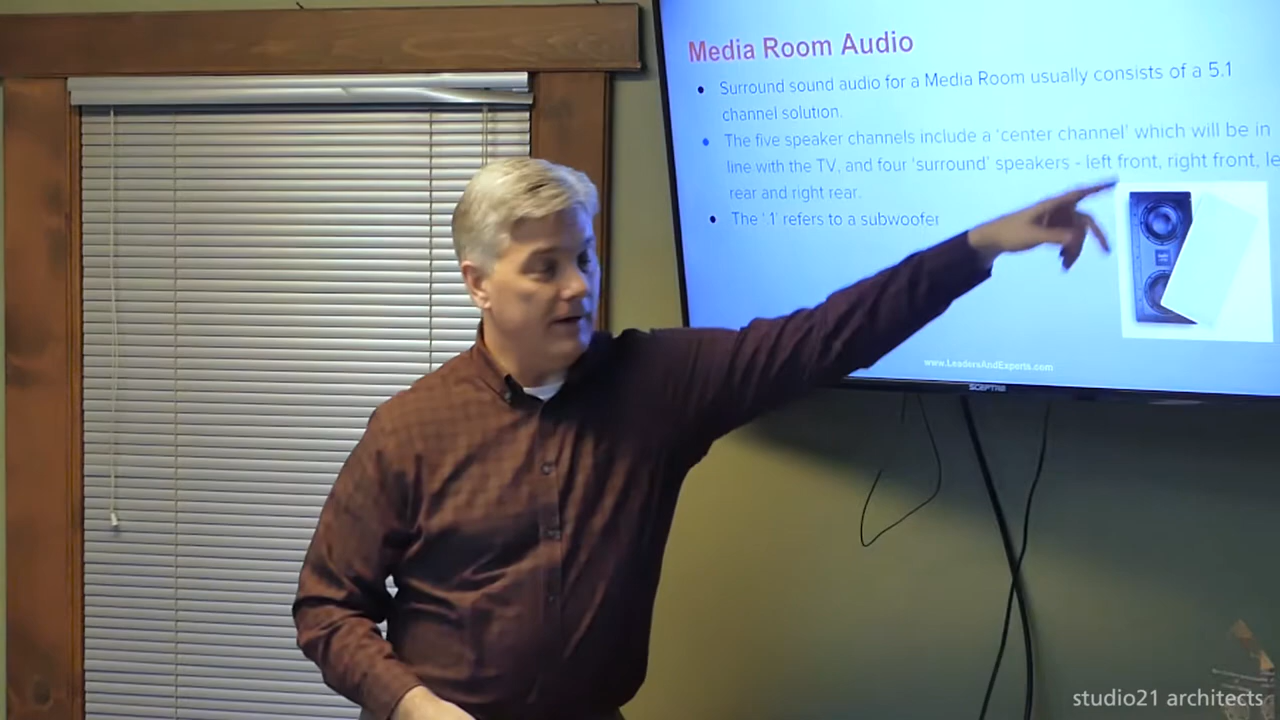 Media Room Audio
• Surround sound audio for a Media Room usually consists of a 5.1
channel solution.
• The five speaker channels include a 'center channel' which will be in
line with the TV, and four 'surround' speakers - left front, right front, le
rear and right rear.
• The '.1' refers to a subwoofer
www.LeadersAndExperts.com
SCEPTRE
studio21 architects